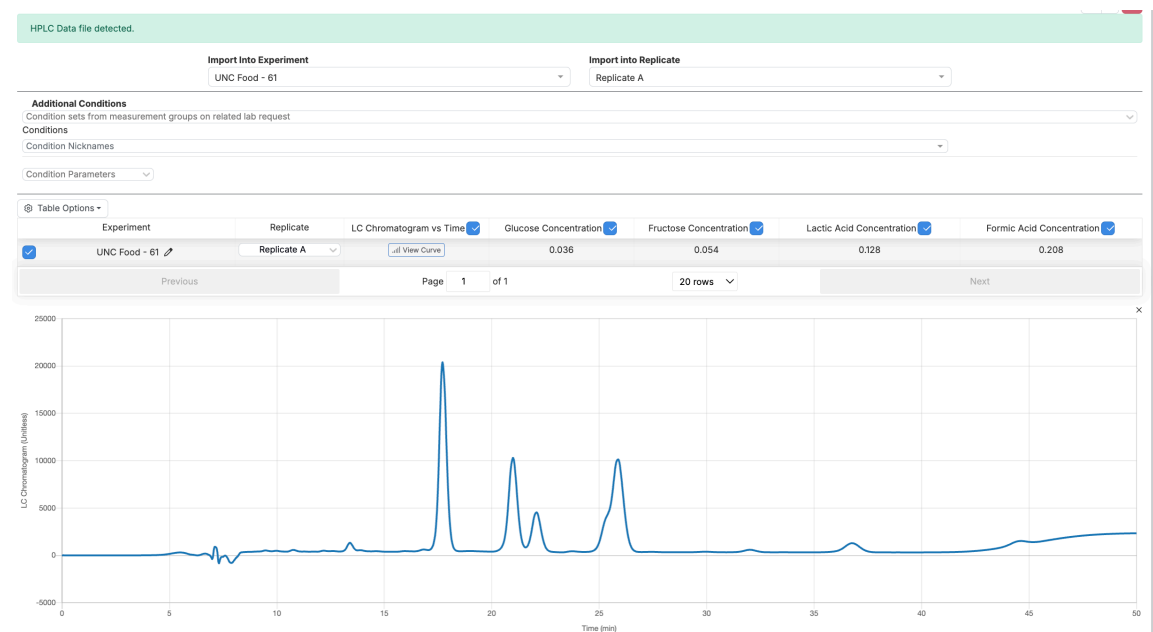 HPLC Data file detected.
Import Into Experiment Import into Replicate
UNC Food - 61 Replicate A
Additional Conditions
Condition sets from measurement groups on related lab request
Conditions
Condition Nicknames
Condition Parameters
Table Options
Experiment Replicate LC Chromatogram vs Time Glucose Concentration Fructose Concentration Lactic Acid Concentration Formic Acid Concentration
UNC Food - 61 Replicate A View Curve 0.036 0.054 0.128 0.208
Previous Page 1 of 1 20 rows Next
25000
20000
15000
10000
5000
0
-5000
LC Chromatogram (Unitless)
0 5 10 15 20 25 30 35 40 45 50
Time (min)